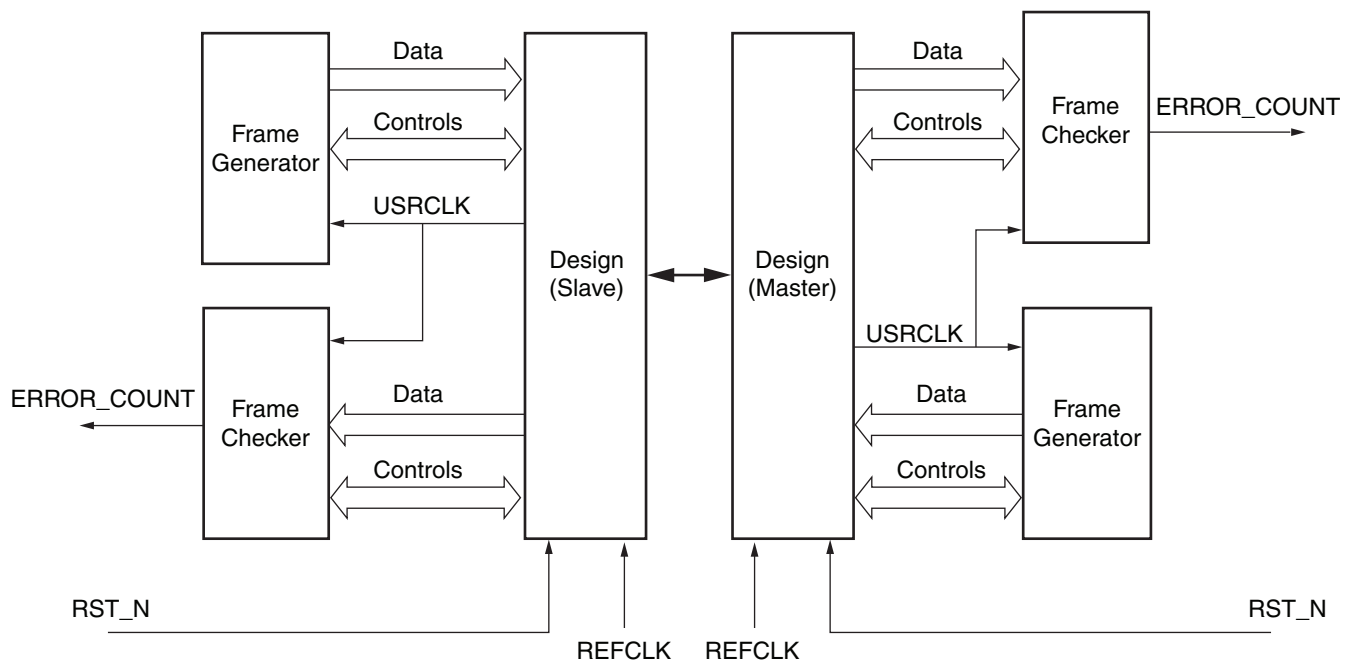 Data
Controls
Frame
Generator
USRCLK
Design
(Slave)
Frame
Checker
ERROR_COUNT
Data
Controls
RST_N
REFCLK
Data
Controls
Frame
Checker
ERROR_COUNT
Design
(Master)
USRCLK
Data
Controls
Frame
Generator
REFCLK
RST_N